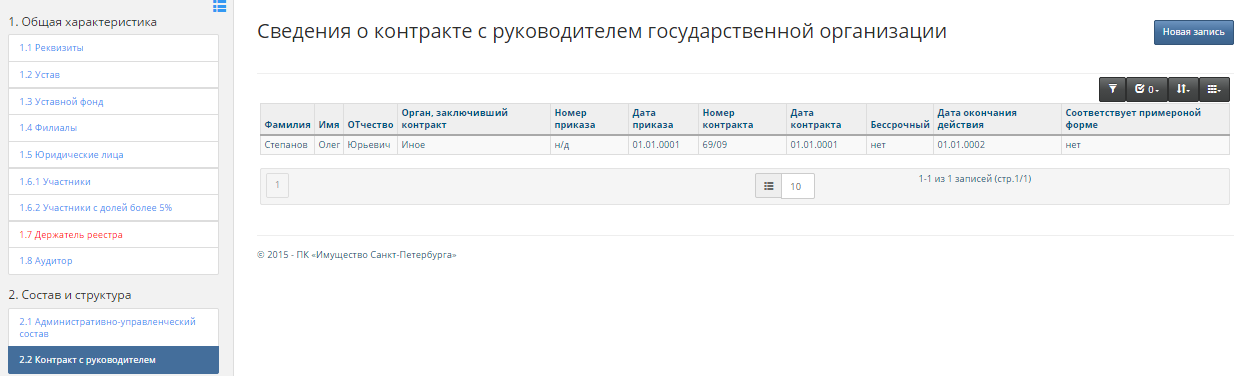 1. Общая характеристика
1.1 Реквизиты
1.2 Устав
1.3 Уставной фонд
1.4 Филиалы
1.5 Юридические лица
1.6.1 Участники
1.6.2 Участники с долей более 5%
1.7 Держатель реестра
1.8 Аудитор
2. Состав и структура
2.1 Административно-управленческий
состав
2.2 Контракт с руководителем
Сведения о контракте с руководителем государственной организации
Новая запись
0
Фамилия Имя ОТчество Орган, заключивший контракт Номер приказа Дата приказа Номер контракта Дата контракта Бессрочный Дата окончания действия Соответствует примероной форме
Степанов Олег Юрьевич Иное н/д 01.01.0001 69/09 01.01.0001 нет 01.01.0002 нет
1 10 1-1 из 1 записей (стр.1/1)
© 2015 - ПК «Имущество Санкт-Петербурга»